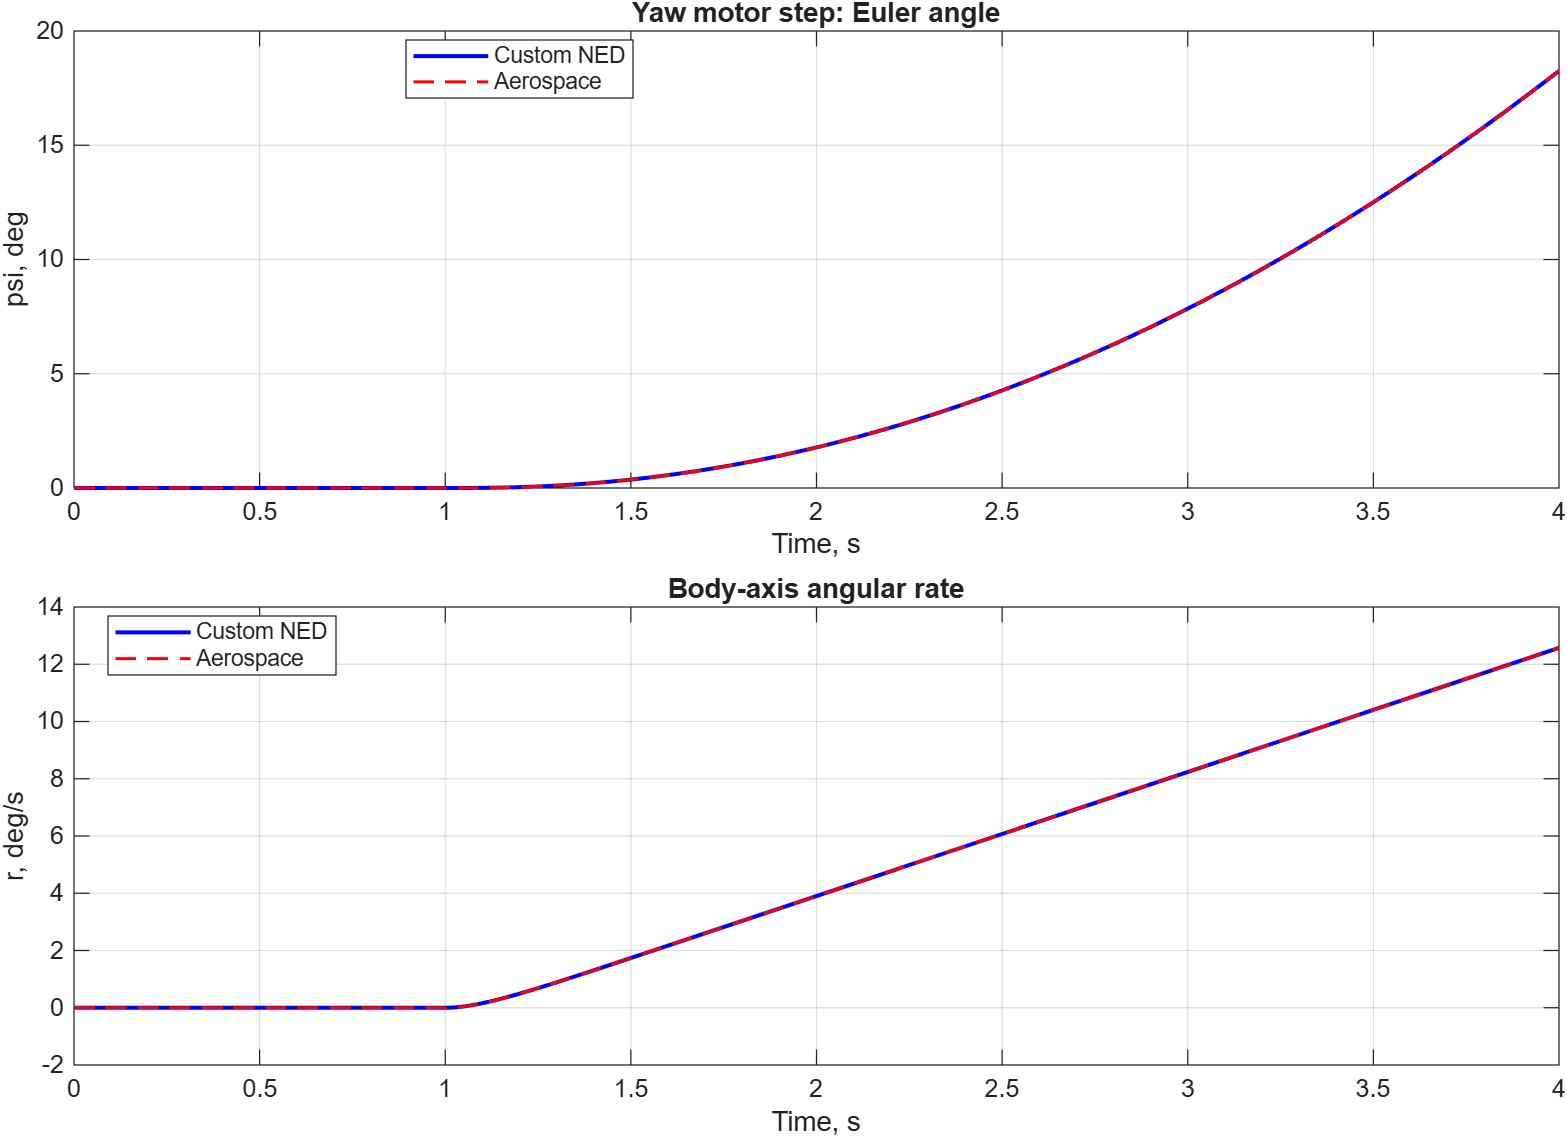 Yaw motor step: Euler angle
20
15
10
5
0
psi, deg
Custom NED
Aerospace
0 0.5 1 1.5 2 2.5 3 3.5 4
Time, s
Body-axis angular rate
14
12
10
8
6
4
2
0
-2
r, deg/s
Custom NED
Aerospace
0 0.5 1 1.5 2 2.5 3 3.5 4
Time, s